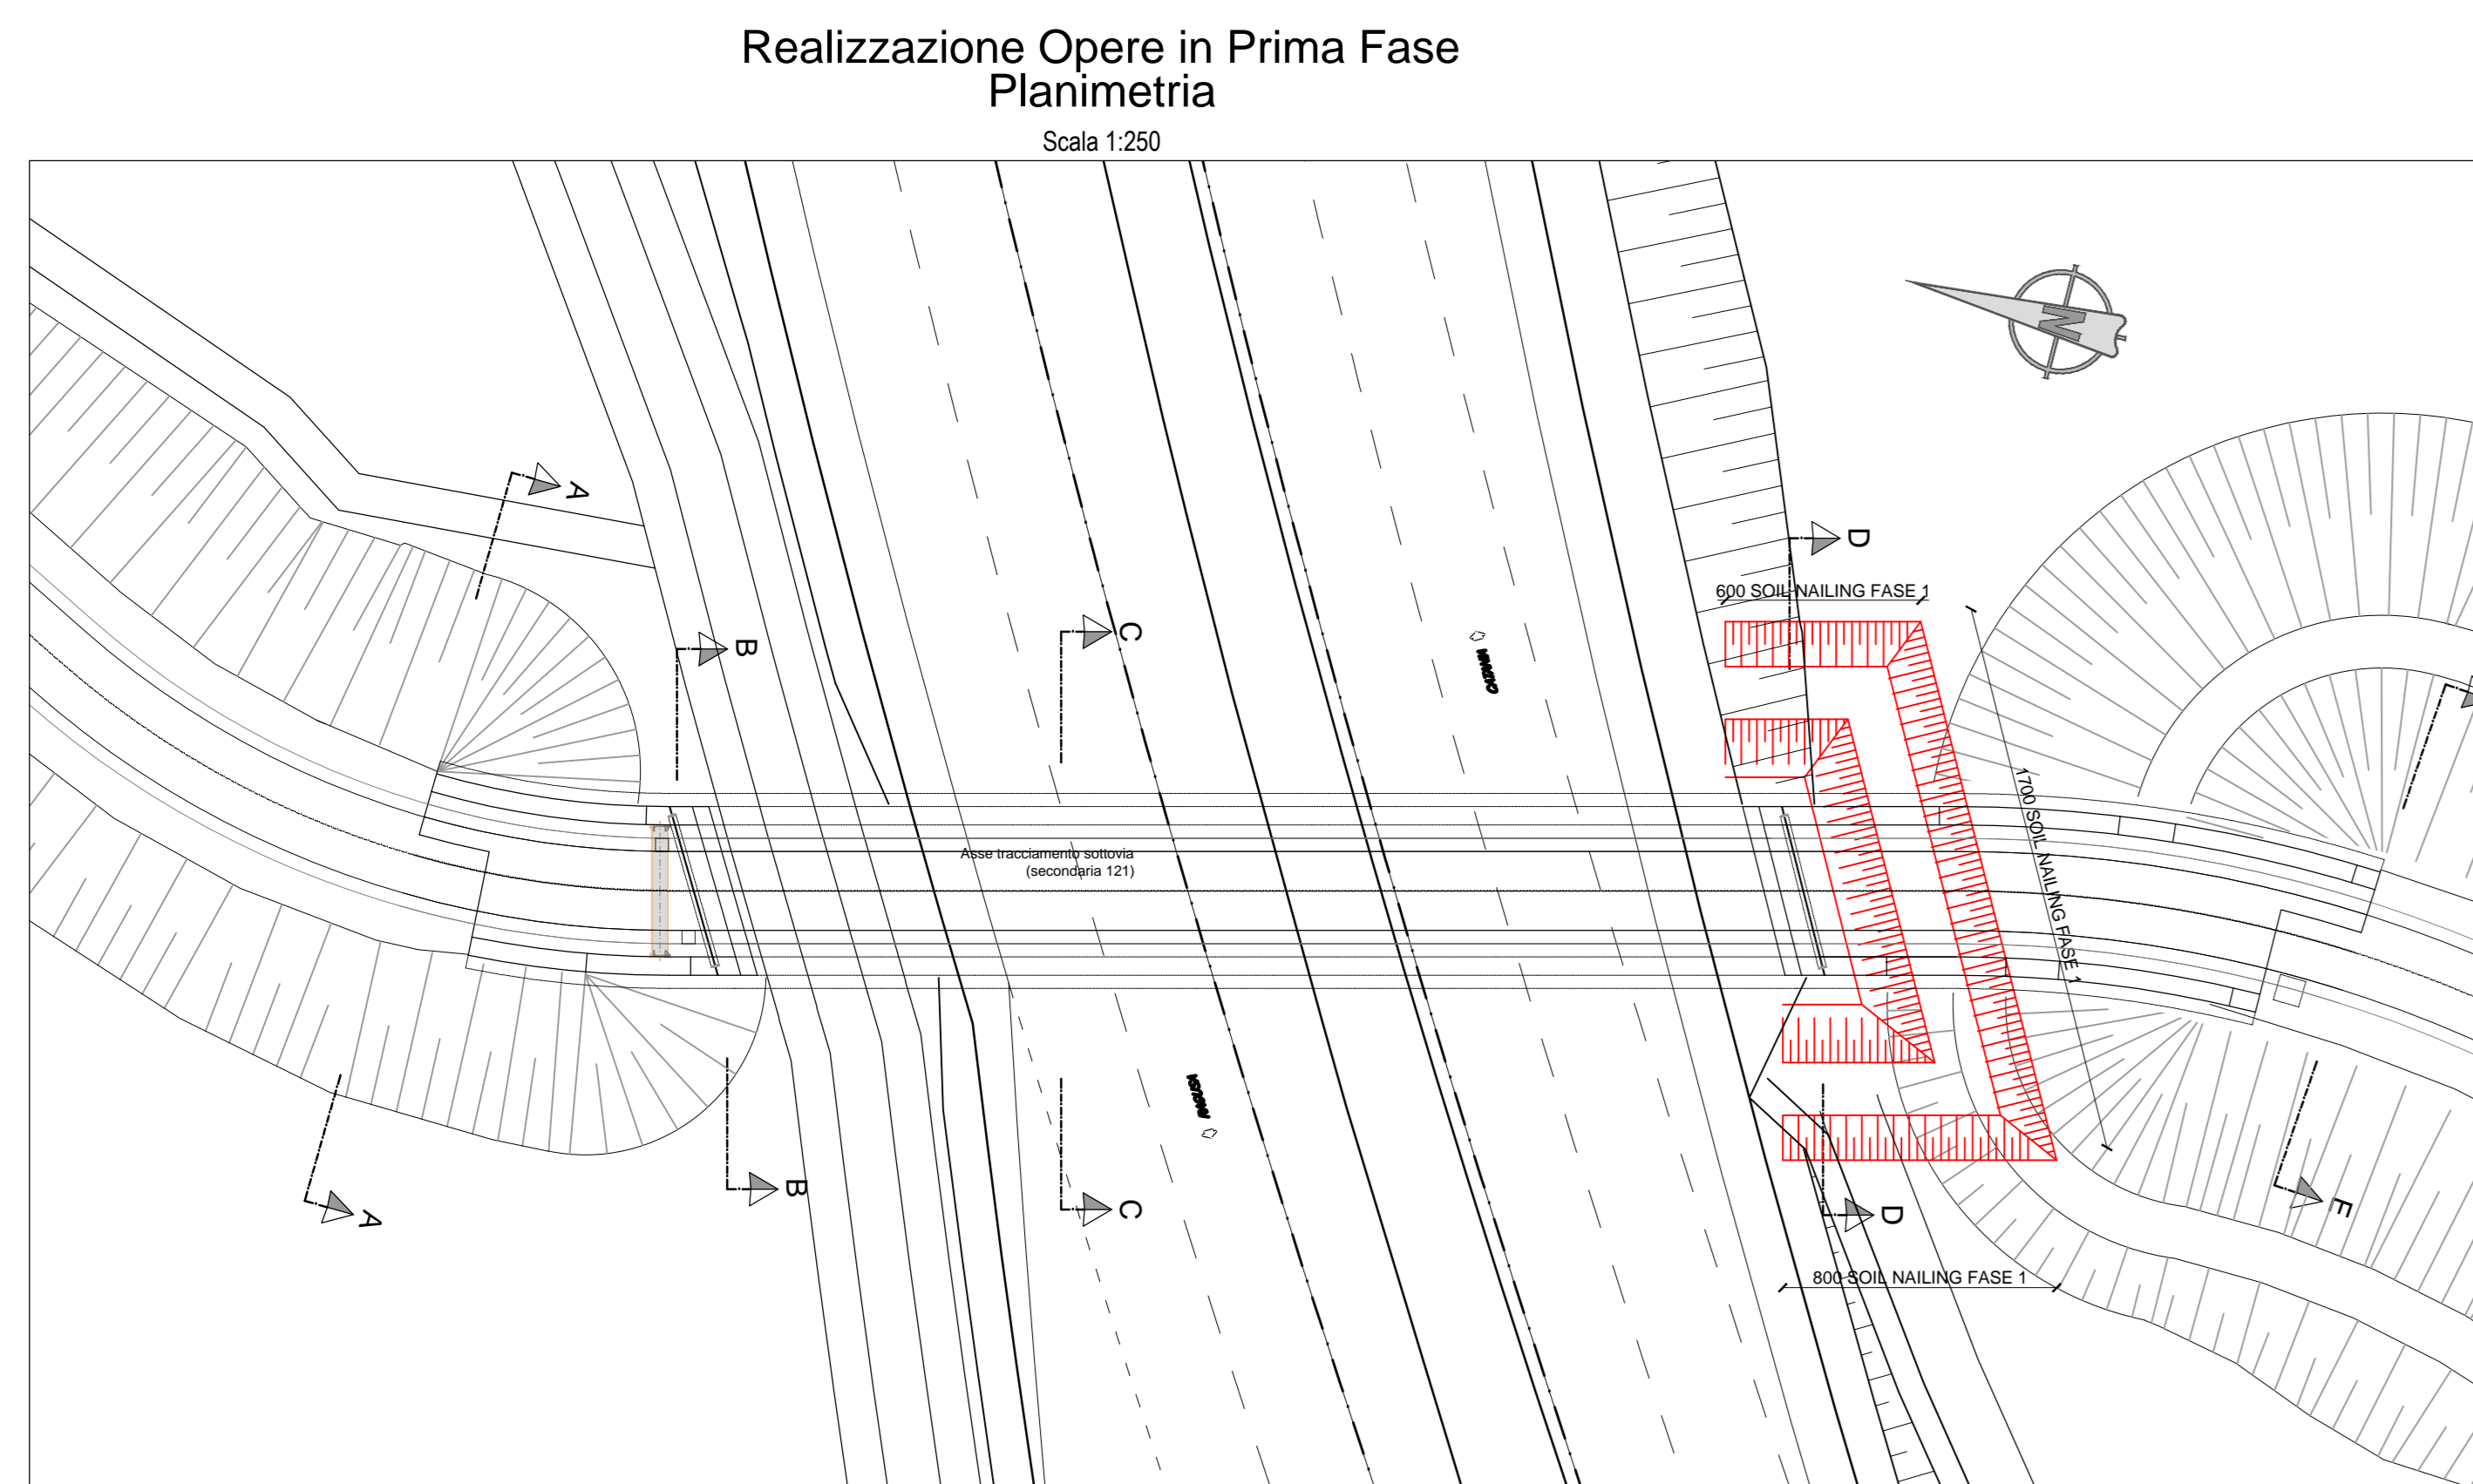 Realizzazione Opere in Prima Fase
Planimetria
Scala 1:250
N
A
D
600 SOIL NAILING FASE 1
C
B
1700 SOIL NAILING FASE 1
Asse tracciamento sottovia
(secondaria 121)
A
B
C
D
F
800 SOIL NAILING FASE 1